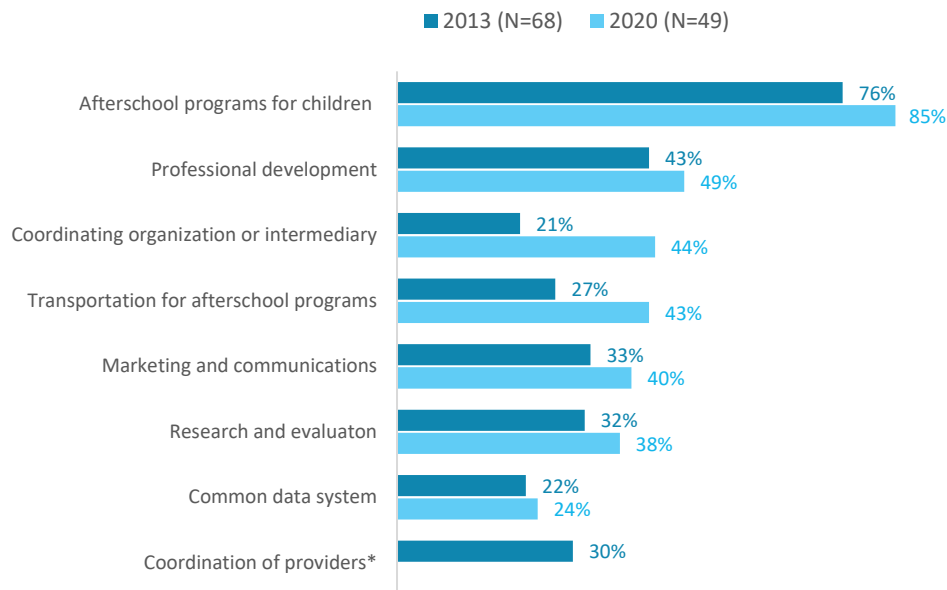 2013 (N=68) 2020 (N=49)
Afterschool programs for children 76%
85%
Professional development 43%
49%
Coordinating organization or intermediary 21%
44%
Transportation for afterschool programs 27%
43%
Marketing and communications 33%
40%
Research and evaluaton 32%
38%
Common data system 22%
24%
Coordination of providers* 30%